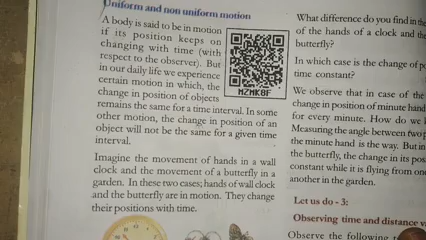 Uniform and non uniform motion
A body is said to be in motion
if its position keeps on
changing with time (with
respect to the observer). But
in our daily life we experience
certain motion in which, the
change in position of objects
remains the same for a time interval. In some
other motion, the change in position of an
object will not be the same for a given time
interval.
Imagine the movement of hands in a wall
clock and the movement of a butterfly in a
garden. In these two cases; hands of wall clock
and the butterfly are in motion. They change
their positions with time.
MZMK8F
What difference do you find in the
of the hands of a clock and the
butterfly?
In which case is the change of
time constant?
We observe that in case of the
change in position of minute hand
for every minute. How do we
Measuring the angle between two
the minute hand is the way. But in
the butterfly, the change in its
constant while it is flying from one
another in the garden.
Let us do - 3:
Observing time and distance
Observe the following